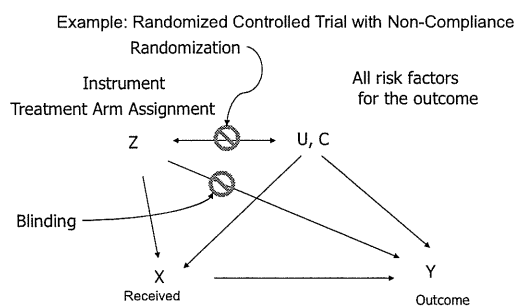 Example: Randomized Controlled Trial with Non-Compliance
Randomization
Instrument
Treatment Arm Assignment
All risk factors
for the outcome
Z
U, C
Blinding
X
Received
Y
Outcome